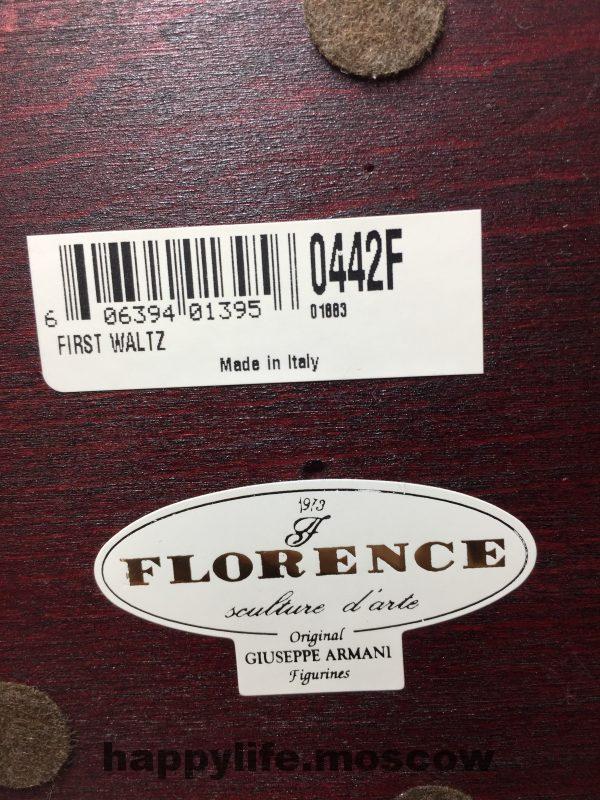 0442F
6 06394 01395
01883
FIRST WALTZ
Made in Italy
1973
FLORENCE
sculture d'arte
Original
GIUSEPPE ARMANI
Figurines
happylife.moscow